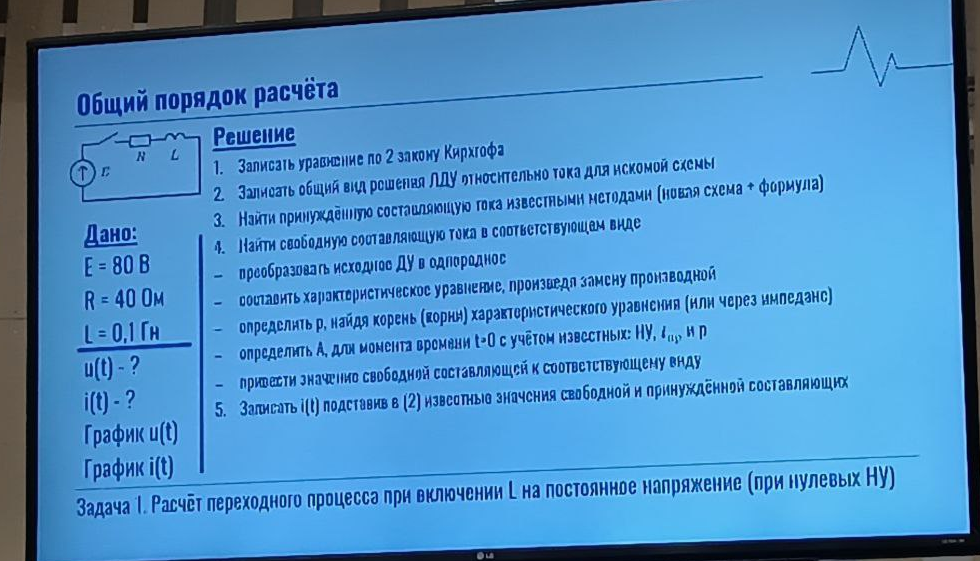 Общий порядок расчёта
E
R
L
Решение
1. Записать уравнение по 2 закону Кирхгофа
2. Записать общий вид решения ЛДУ относительно тока для искомой схемы
3. Найти принуждённую составляющую тока известными методами (новая схема + формула)
4. Найти свободную составляющую тока в соответствующем виде
– преобразовать исходное ДУ в однородное
– составить характеристическое уравнение, произведя замену производной
– определить p, найдя корень (корни) характеристического уравнения (или через импеданс)
– определить A, для момента времени t=0 с учётом известных: НУ, iпр, и p
– привести значение свободной составляющей к соответствующему виду
5. Записать i(t) подставив в (2) известные значения свободной и принуждённой составляющих
Дано:
E = 80 В
R = 40 Ом
L = 0,1 Гн
u(t) - ?
i(t) - ?
График u(t)
График i(t)
Задача 1. Расчёт переходного процесса при включении L на постоянное напряжение (при нулевых НУ)
LG